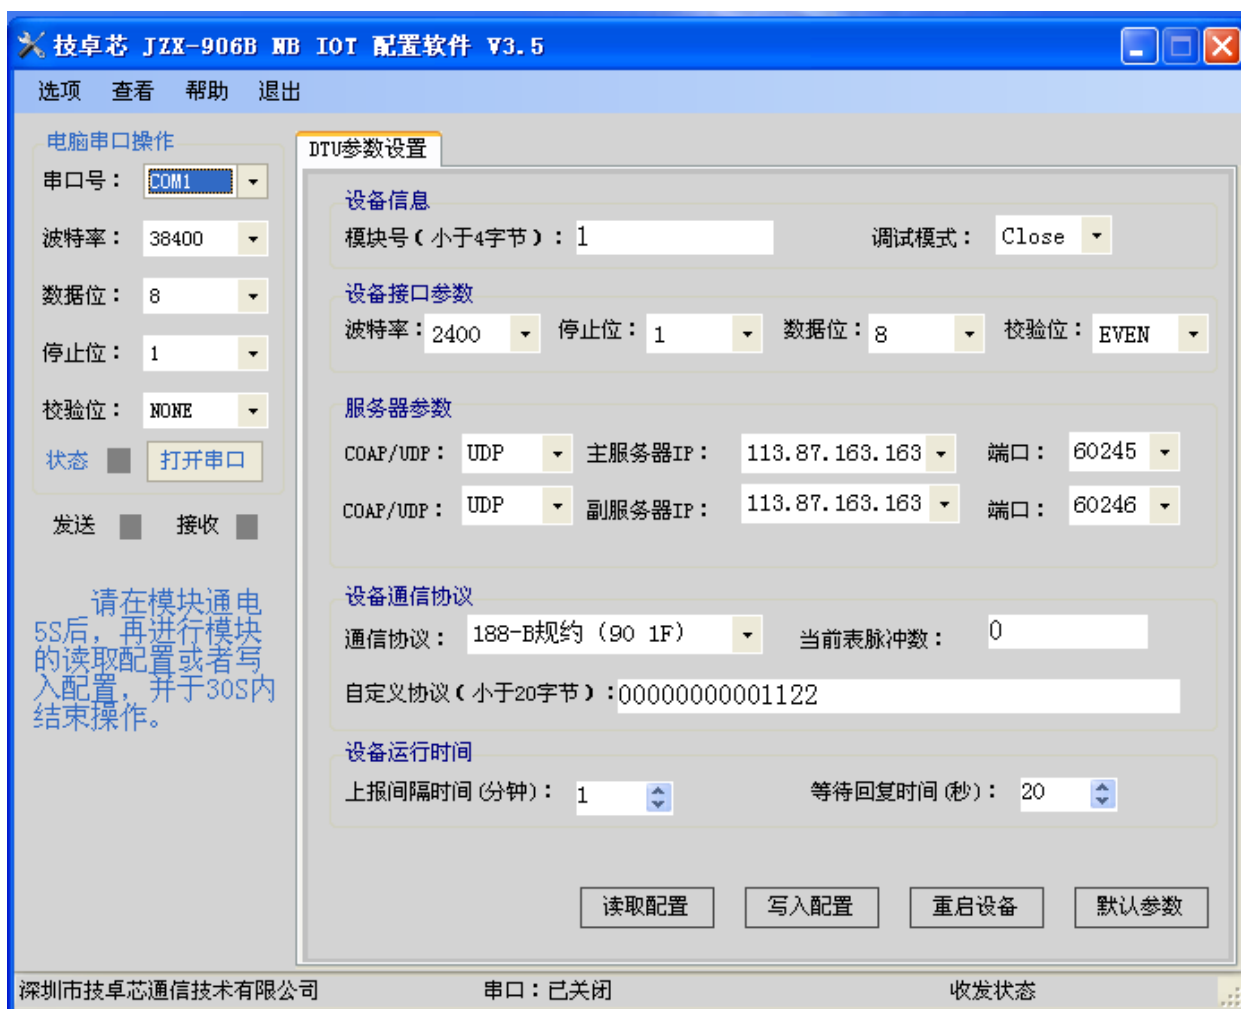 技卓芯 JZX-906B NB IOT 配置软件 V3.5
选项 查看 帮助 退出
电脑串口操作
串口号： COM1
波特率： 38400
数据位： 8
停止位： 1
校验位： NONE
状态 打开串口
发送 接收
请在模块通电
5S后，再进行模块
的读取配置或者写
入配置，并于30S内
结束操作。
DTU参数设置
设备信息
模块号(小于4字节)： 1 调试模式： Close
设备接口参数
波特率： 2400 停止位： 1 数据位： 8 校验位： EVEN
服务器参数
COAP/UDP： UDP 主服务器IP： 113.87.163.163 端口： 60245
COAP/UDP： UDP 副服务器IP： 113.87.163.163 端口： 60246
设备通信协议
通信协议： 188-B规约 (90 1F) 当前表脉冲数： 0
自定义协议(小于20字节)：00000000001122
设备运行时间
上报间隔时间(分钟)： 1 等待回复时间(秒)： 20
读取配置 写入配置 重启设备 默认参数
深圳市技卓芯通信技术有限公司 串口：已关闭 收发状态